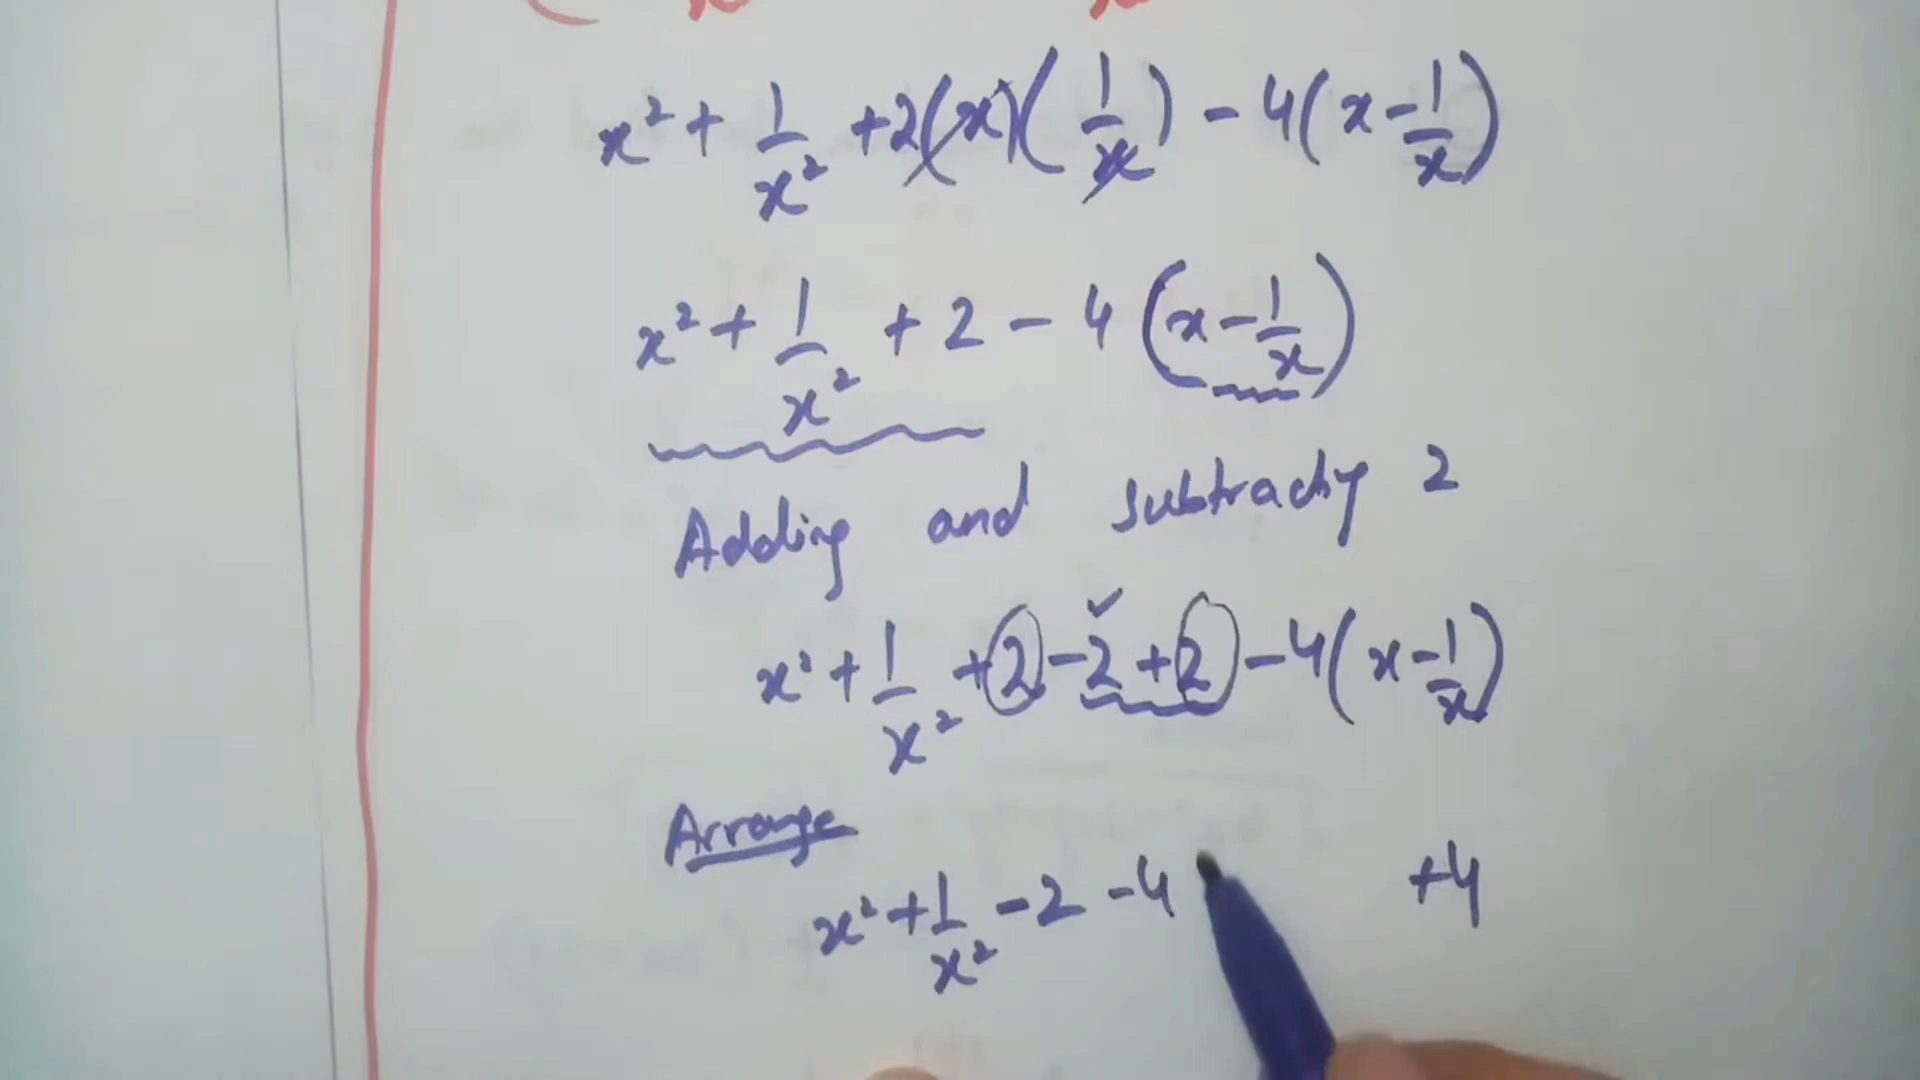 x² + 1/x² + 2(x)(1/x) - 4(x - 1/x)
x² + 1/x² + 2 - 4(x - 1/x)
Adding and subtracting 2
x² + 1/x² + 2 - 2 + 2 - 4(x - 1/x)
Arrange
x² + 1/x² - 2 - 4 +4